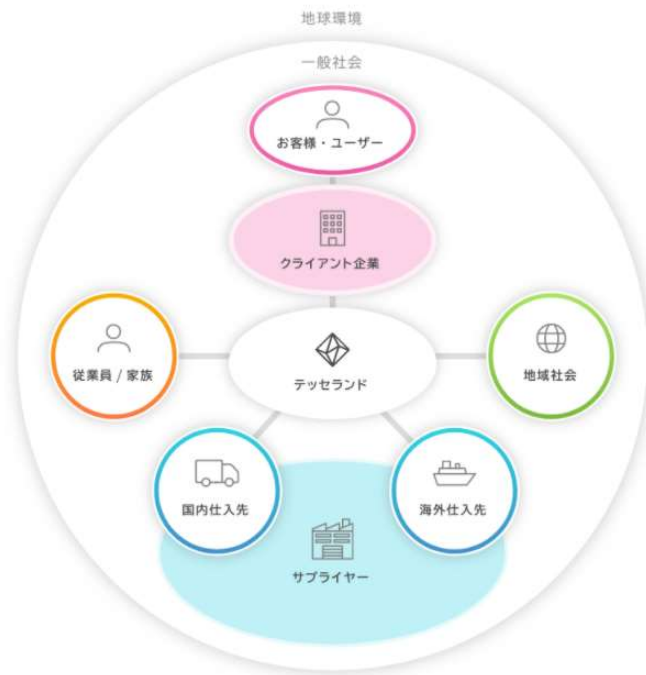 地球環境
一般社会
お客様・ユーザー
クライアント企業
従業員 / 家族
テッセランド
地域社会
国内仕入先
海外仕入先
サプライヤー